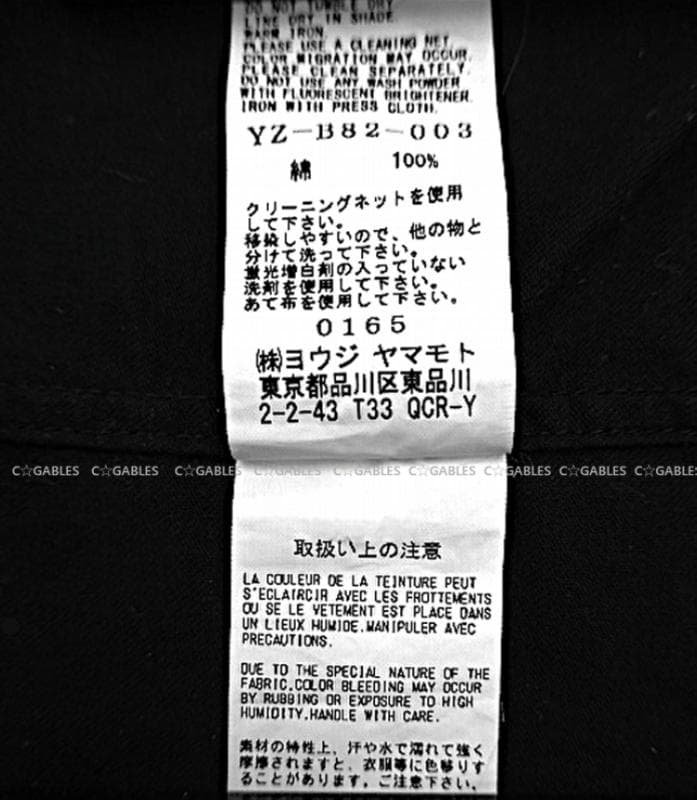 DO NOT TUMBLE DRY
LINE DRY IN SHADE.
WARM IRON.
PLEASE USE A CLEANING NET.
COLOR MIGRATION MAY OCCUR.
PLEASE CLEAN SEPARATELY.
DO NOT USE ANY WASH POWDER
WITH FLUORESCENT BRIGHTENER.
IRON WITH PRESS CLOTH.
YZ-B82-003
綿 100%
クリーニングネットを使用
して下さい。
移染しやすいので、他の物と
分けて洗って下さい。
蛍光増白剤の入っていない
洗剤を使用して下さい。
あて布を使用して下さい。
0165
㈱ヨウジ ヤマモト
東京都品川区東品川
2-2-43 T33 QCR-Y
C☆GABLES C☆GABLES C☆GABLES C☆GABLES C☆GABLES C☆GABLES C☆GABLES C☆GABLES C☆GABLES
取扱い上の注意
LA COULEUR DE LA TEINTURE PEUT
S'ECLAIRCIR AVEC LES FROTTEMENTS
OU SE LE VETEMENT EST PLACE DANS
UN LIEUX HUMIDE.MANIPULER AVEC
PRECAUTIONS.
DUE TO THE SPECIAL NATURE OF THE
FABRIC.COLOR BLEEDING MAY OCCUR
BY RUBBING OR EXPOSURE TO HIGH
HUMIDITY.HANDLE WITH CARE.
素材の特性上、汗や水で濡れて強く
摩擦されますと、衣服等に色移りす
ることがあります。ご注意下さい。